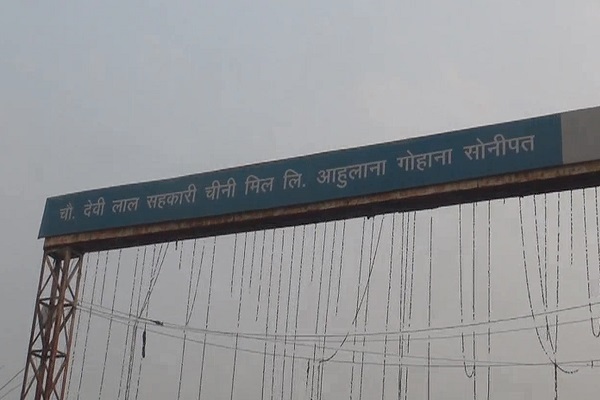 चौ. देवी लाल सहकारी चीनी मिल लि. आहुलाना गोहाना सोनीपत